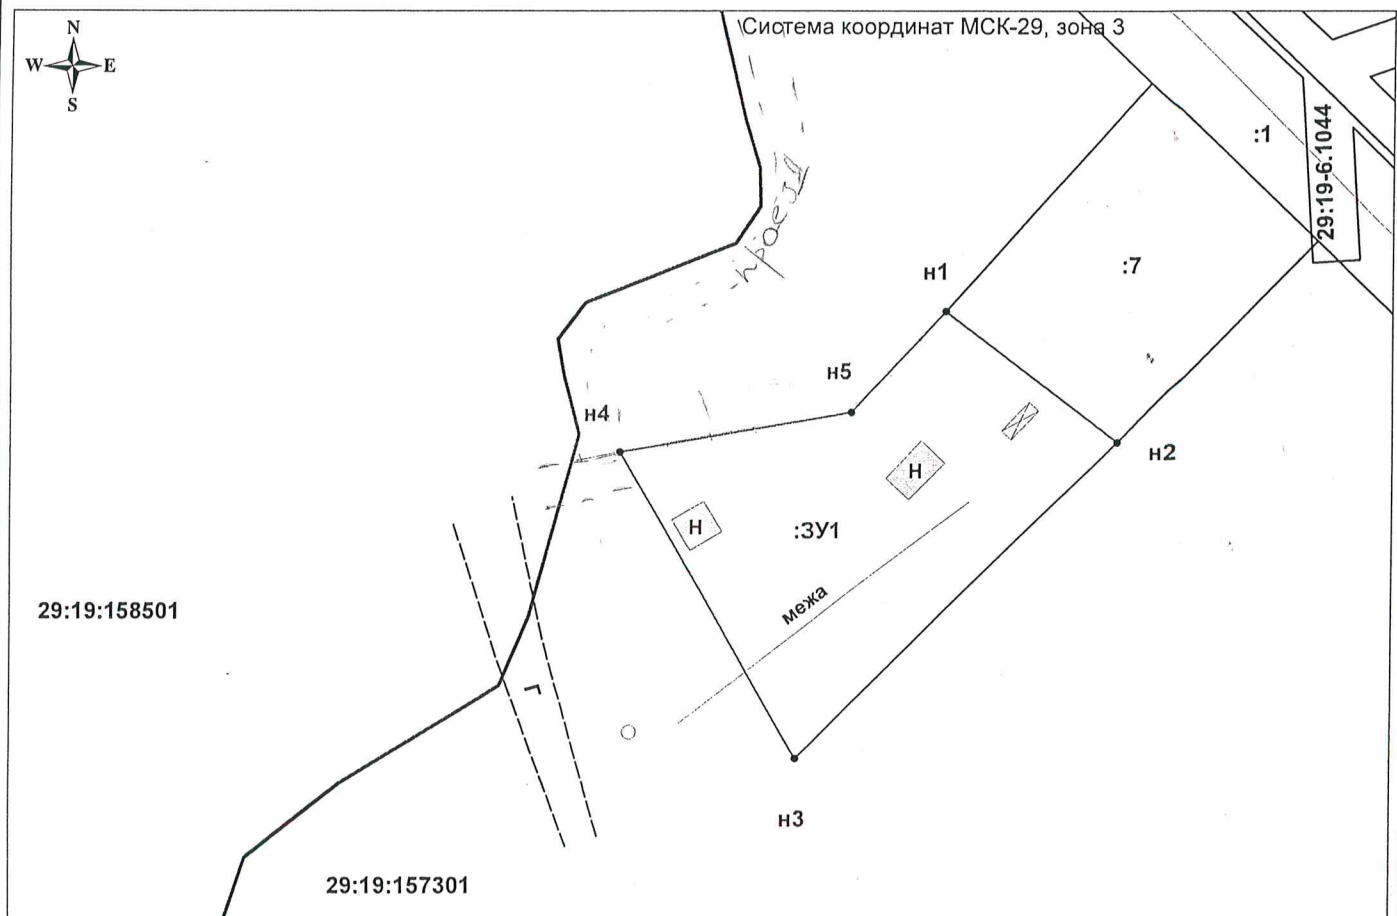 Система координат МСК-29, зона 3
N
W E
S
:1
29:19-6.1044
проезд
н1
:7
н5
н4
н2
Н
Н
:ЗУ1
межа
29:19:158501
Г
н3
29:19:157301